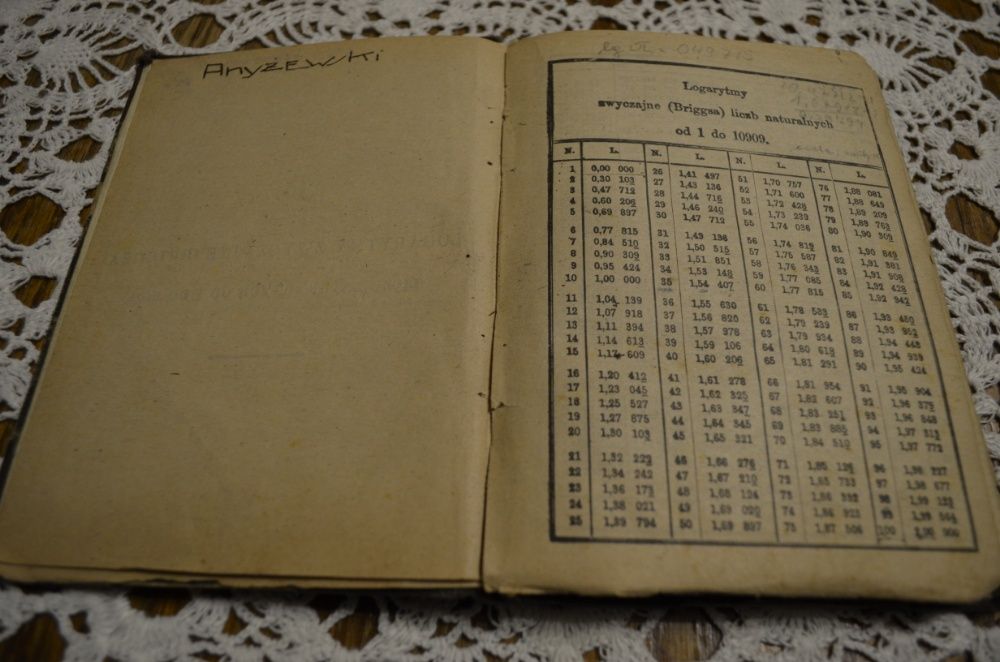 Anyżewski
Logarytmy
zwyczajne (Briggsa) liczb naturalnych
od 1 do 10909.
N. L. N. L. N. L. N. L.
1 0,00 000 26 1,41 497 51 1,70 757 76 1,88 081
2 0,30 103 27 1,43 136 52 1,71 600 77 1,88 649
3 0,47 712 28 1,44 716 53 1,72 428 78 1,89 209
4 0,60 206 29 1,46 240 54 1,73 239 79 1,89 763
5 0,69 897 30 1,47 712 55 1,74 036 80 1,90 309
6 0,77 815 31 1,49 136 56 1,74 819 81 1,90 849
7 0,84 510 32 1,50 515 57 1,75 587 82 1,91 381
8 0,90 309 33 1,51 851 58 1,76 343 83 1,91 908
9 0,95 424 34 1,53 148 59 1,77 085 84 1,92 428
10 1,00 000 35 1,54 407 60 1,77 815 85 1,92 942
11 1,04 139 36 1,55 630 61 1,78 533 86 1,93 450
12 1,07 918 37 1,56 820 62 1,79 239 87 1,93 952
13 1,11 394 38 1,57 978 63 1,79 934 88 1,94 448
14 1,14 613 39 1,59 106 64 1,80 618 89 1,94 939
15 1,17 609 40 1,60 206 65 1,81 291 90 1,95 424
16 1,20 412 41 1,61 278 66 1,81 954 91 1,95 904
17 1,23 045 42 1,62 325 67 1,82 607 92 1,96 379
18 1,25 527 43 1,63 347 68 1,83 251 93 1,96 848
19 1,27 875 44 1,64 345 69 1,83 885 94 1,97 313
20 1,30 103 45 1,65 321 70 1,84 510 95 1,97 772
21 1,32 222 46 1,66 276 71 1,85 126 96 1,98 227
22 1,34 242 47 1,67 210 72 1,85 733 97 1,98 677
23 1,36 173 48 1,68 124 73 1,86 332 98 1,99 123
24 1,38 021 49 1,69 020 74 1,86 923 99 1,99 564
25 1,39 794 50 1,69 897 75 1,87 506 100 2,00 000